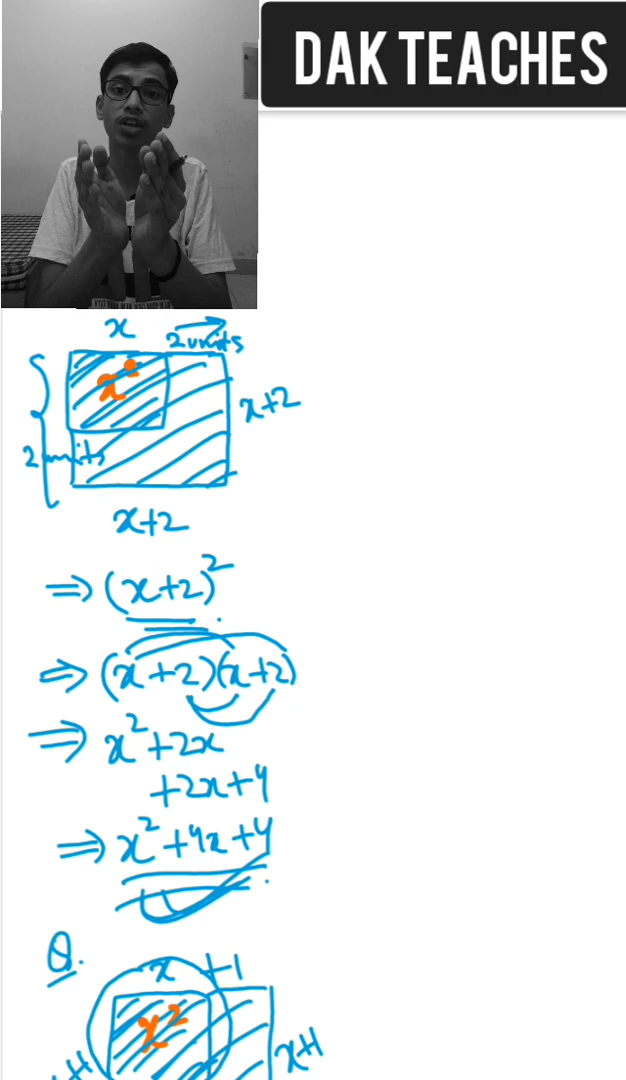 DAK TEACHES
x
2 units
x²
x+2
2 units
x+2
⇒ (x+2)²
⇒ (x+2)(x+2)
⇒ x²+2x
+2x+4
⇒ x²+4x+4
Q.
x +1
x²
x+1